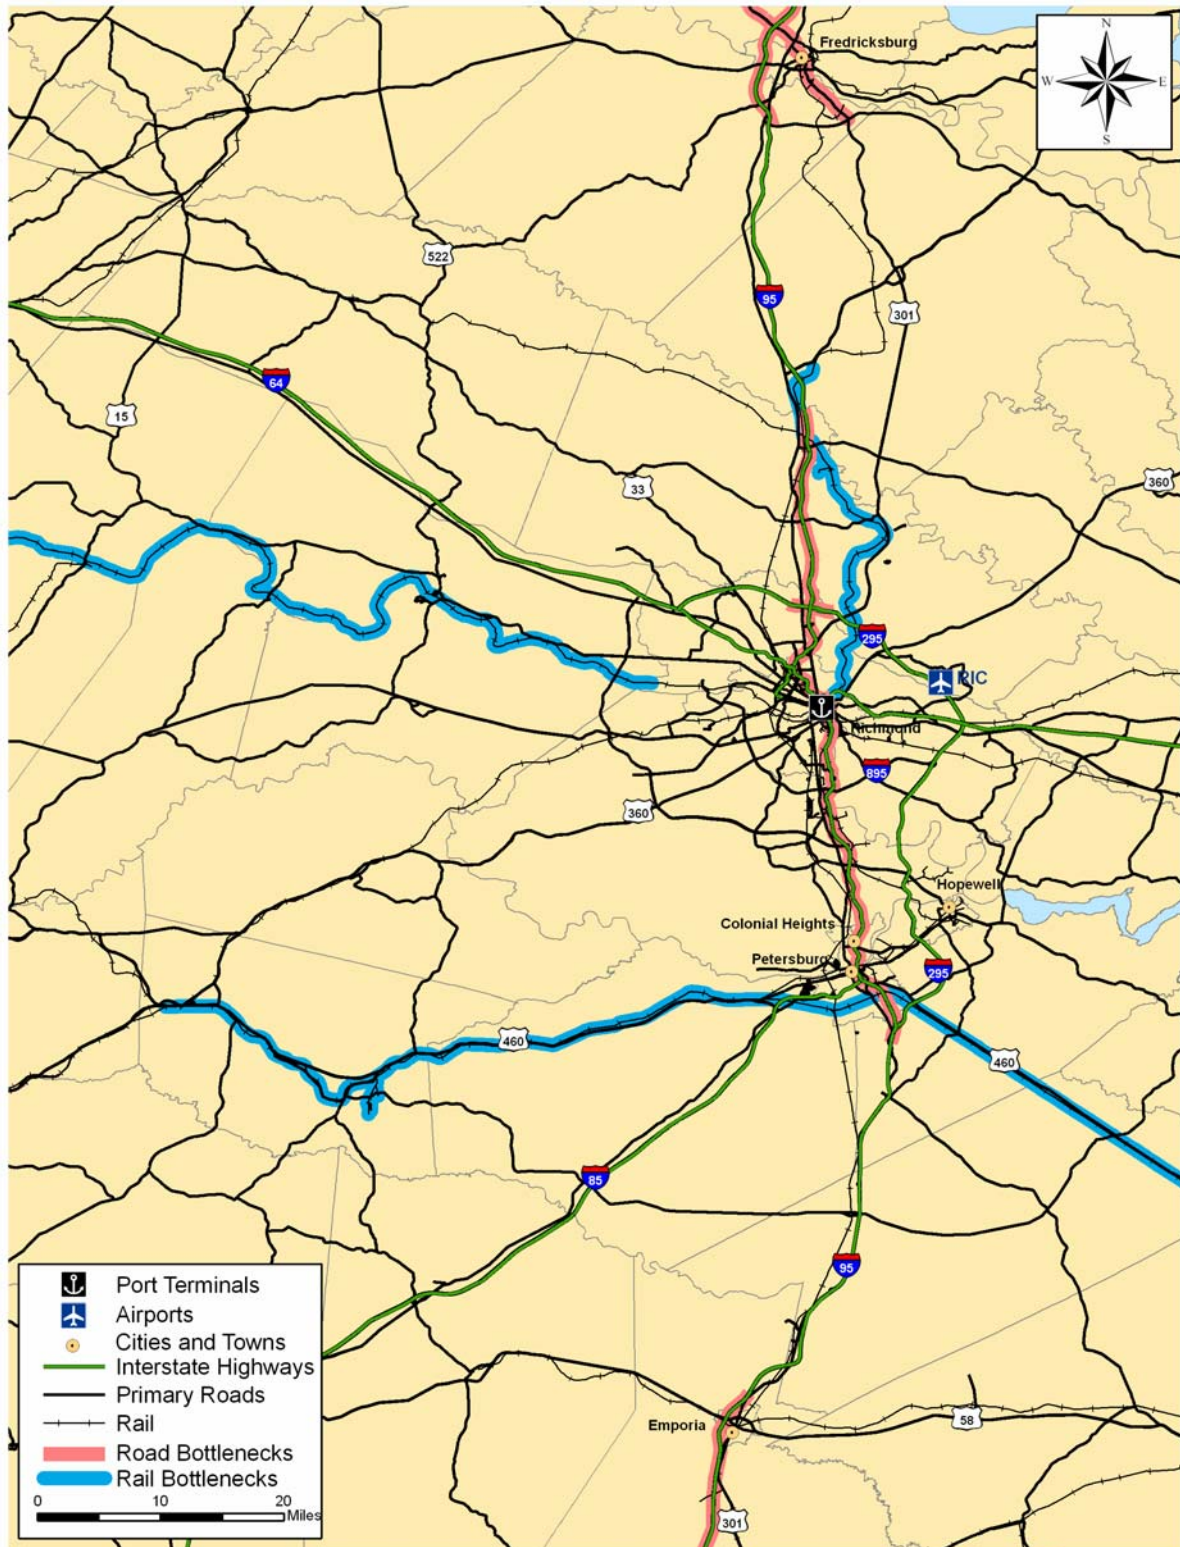 Fredricksburg
N
W
E
S
522
95
301
64
15
33
360
295
RIC
Richmond
895
360
Hopewell
Colonial Heights
Petersburg
295
460
460
85
95
Port Terminals
Airports
Cities and Towns
Interstate Highways
Primary Roads
Rail
Road Bottlenecks
Rail Bottlenecks
0 10 20
Miles
Emporia
58
301